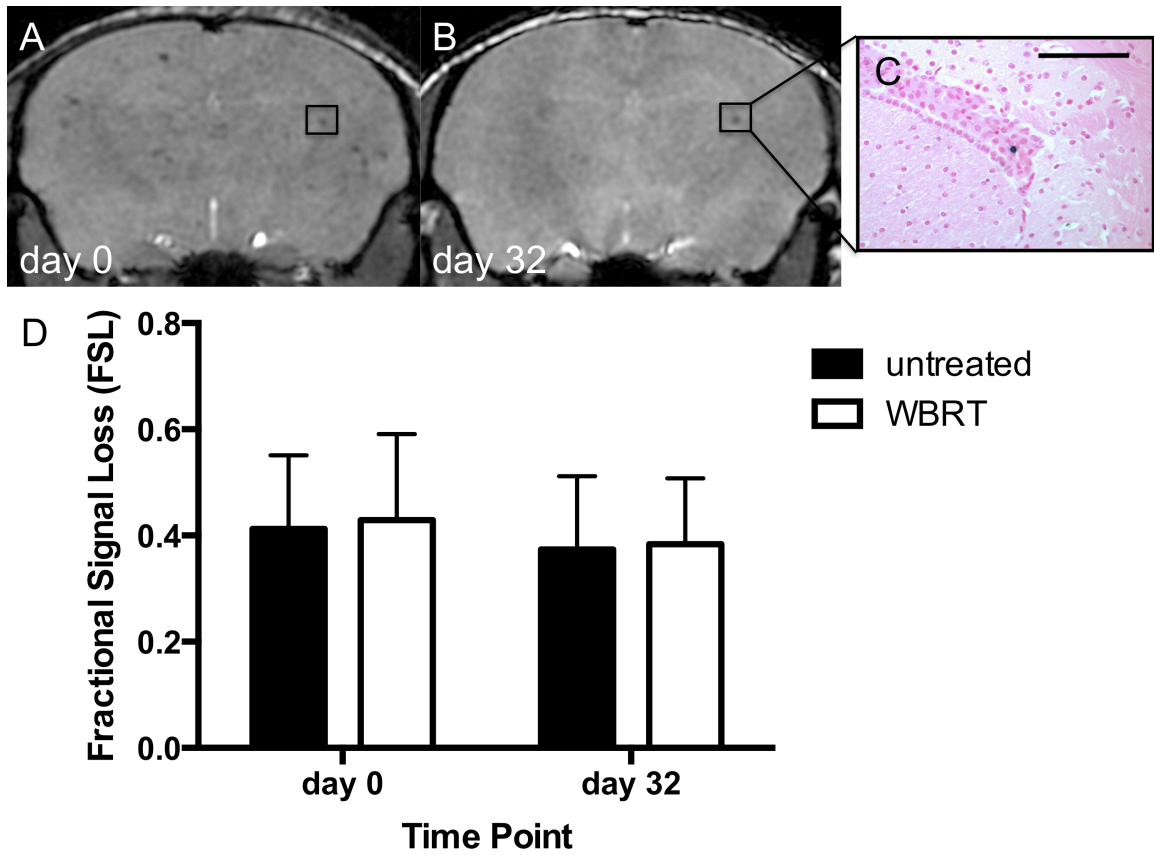 A
B
C
day 0
day 32
D
Fractional Signal Loss (FSL)
0.8
0.6
0.4
0.2
0.0
untreated
WBRT
day 0
day 32
Time Point